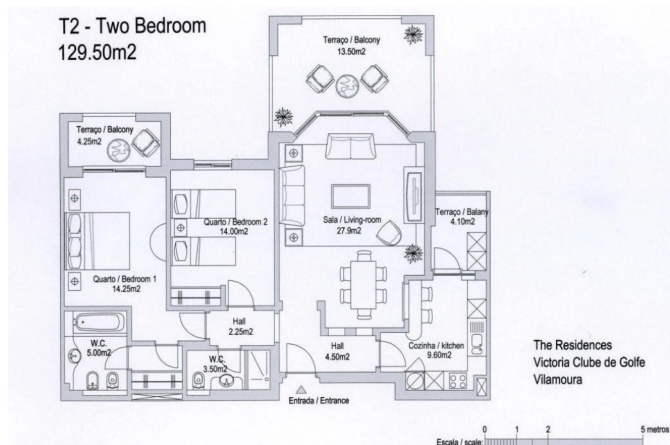 T2 - Two Bedroom
129.50m2
Terraço / Balcony
13.50m2
Terraço / Balcony
4.25m2
Quarto / Bedroom 2
14.00m2
Sala / Living-room
27.9m2
Terraço / Balany
4.10m2
Quarto / Bedroom 1
14.25m2
Hall
2.25m2
W.C.
5.00m2
W.C.
3.50m2
Hall
4.50m2
Cozinha / kitchen
9.60m2
Entrada / Entrance
The Residences
Victoria Clube de Golfe
Vilamoura
0 1 2 5 metros
Escala / scale: